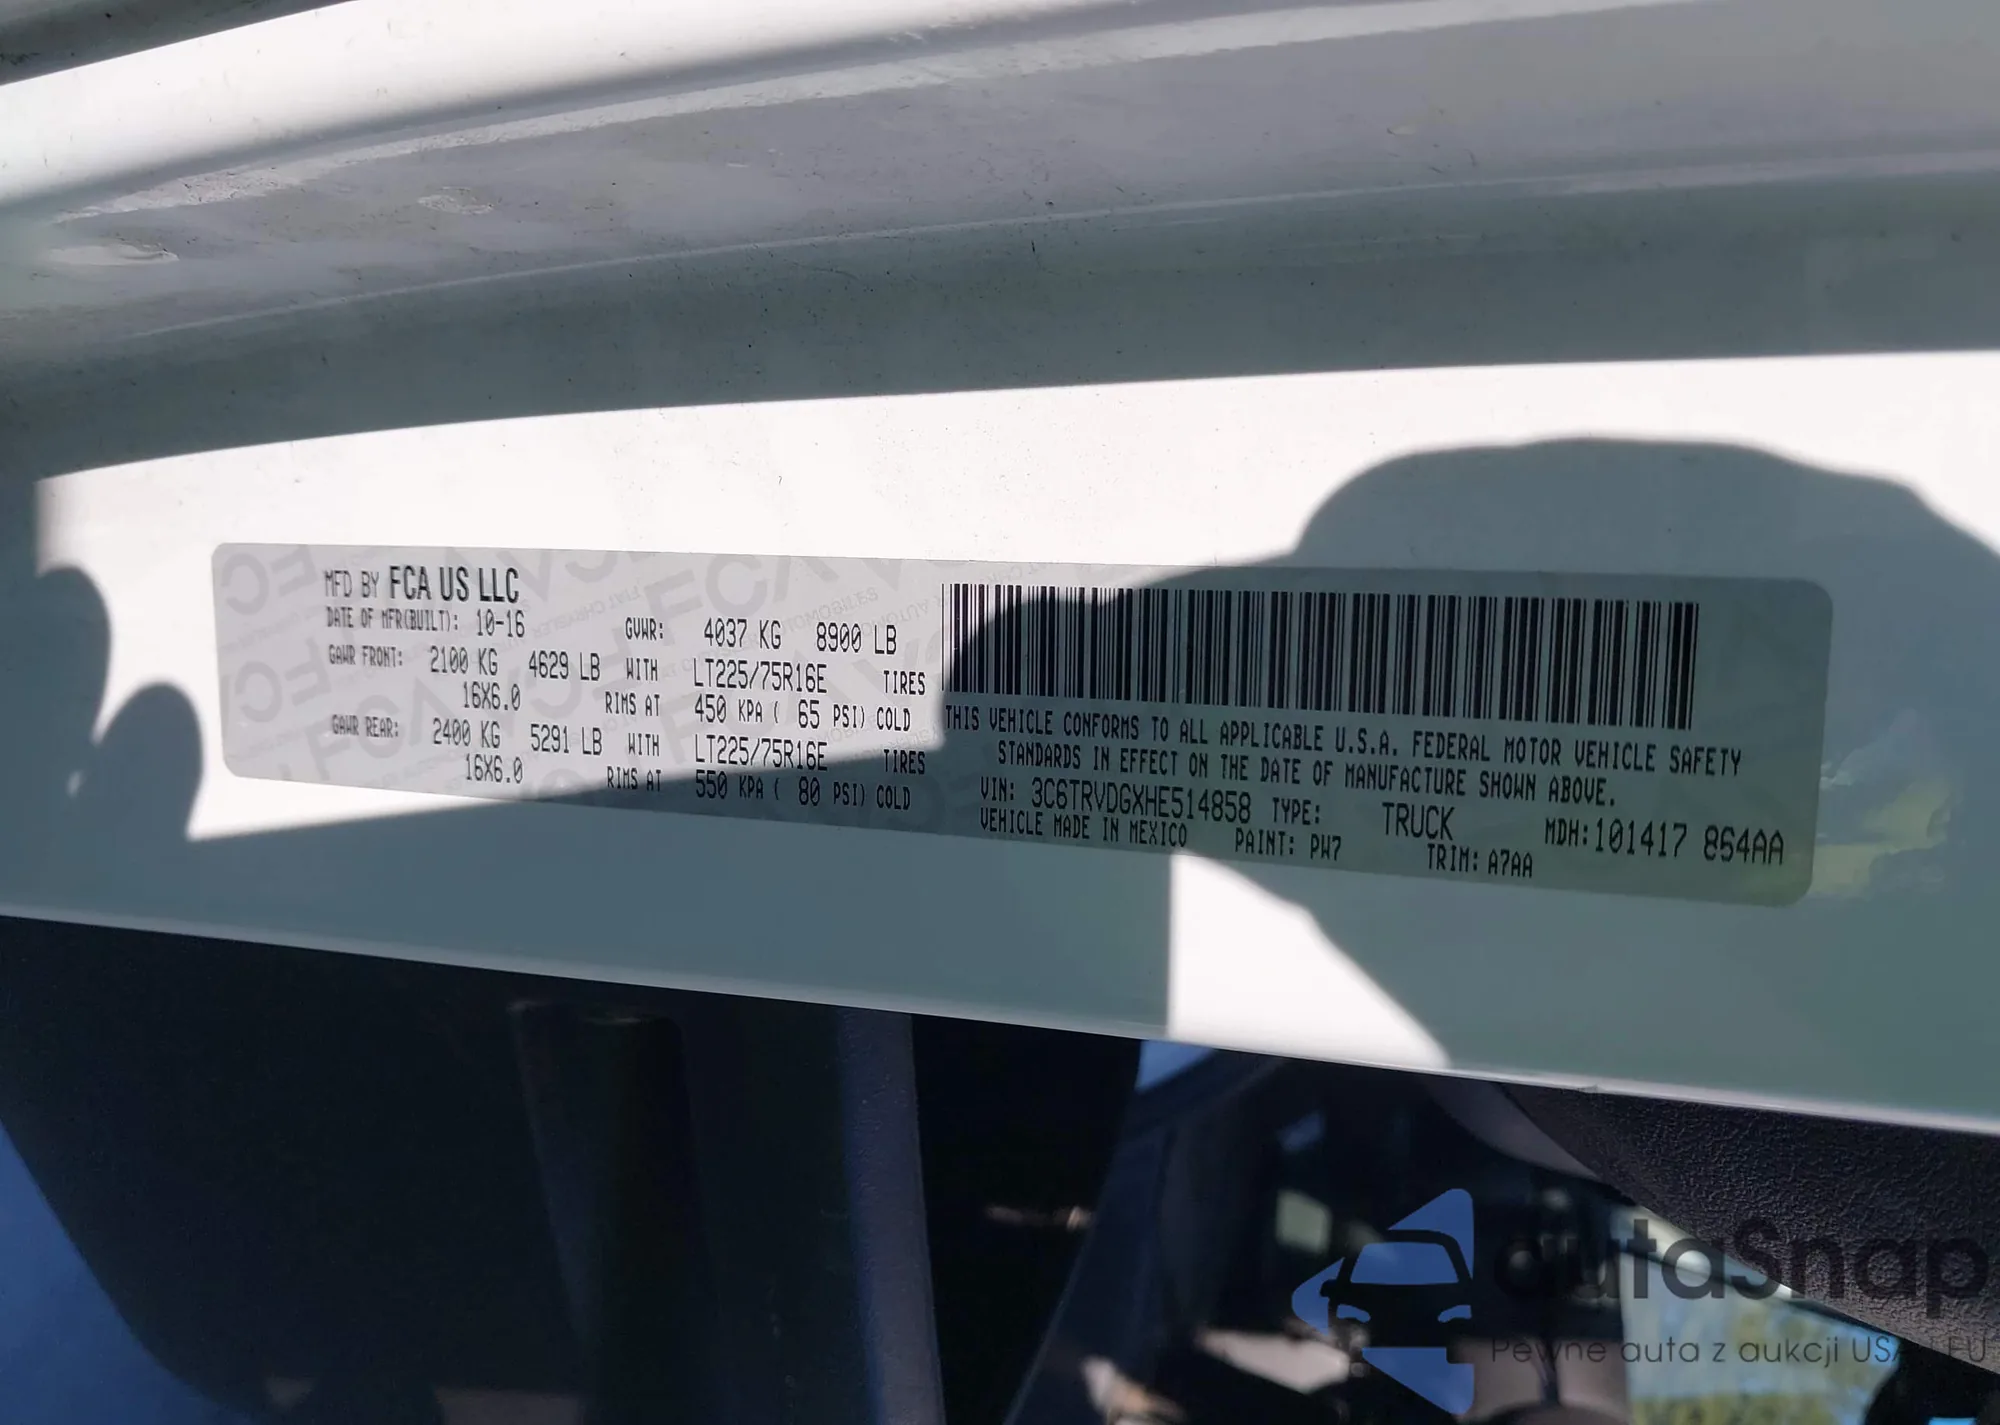 MFD BY FCA US LLC
DATE OF MFR(BUILT): 10-16 GVWR: 4037 KG 8900 LB
GAWR FRONT: 2100 KG 4629 LB WITH LT225/75R16E TIRES
16X6.0 RIMS AT 450 KPA ( 65 PSI) COLD
GAWR REAR: 2400 KG 5291 LB WITH LT225/75R16E TIRES
16X6.0 RIMS AT 550 KPA ( 80 PSI) COLD
THIS VEHICLE CONFORMS TO ALL APPLICABLE U.S.A. FEDERAL MOTOR VEHICLE SAFETY
STANDARDS IN EFFECT ON THE DATE OF MANUFACTURE SHOWN ABOVE.
VIN: 3C6TRVDGXHE514858 TYPE: TRUCK MDH:101417 864AA
VEHICLE MADE IN MEXICO PAINT: PW7 TRIM: A7AA
autaSnap
Pewne auta z aukcji USA